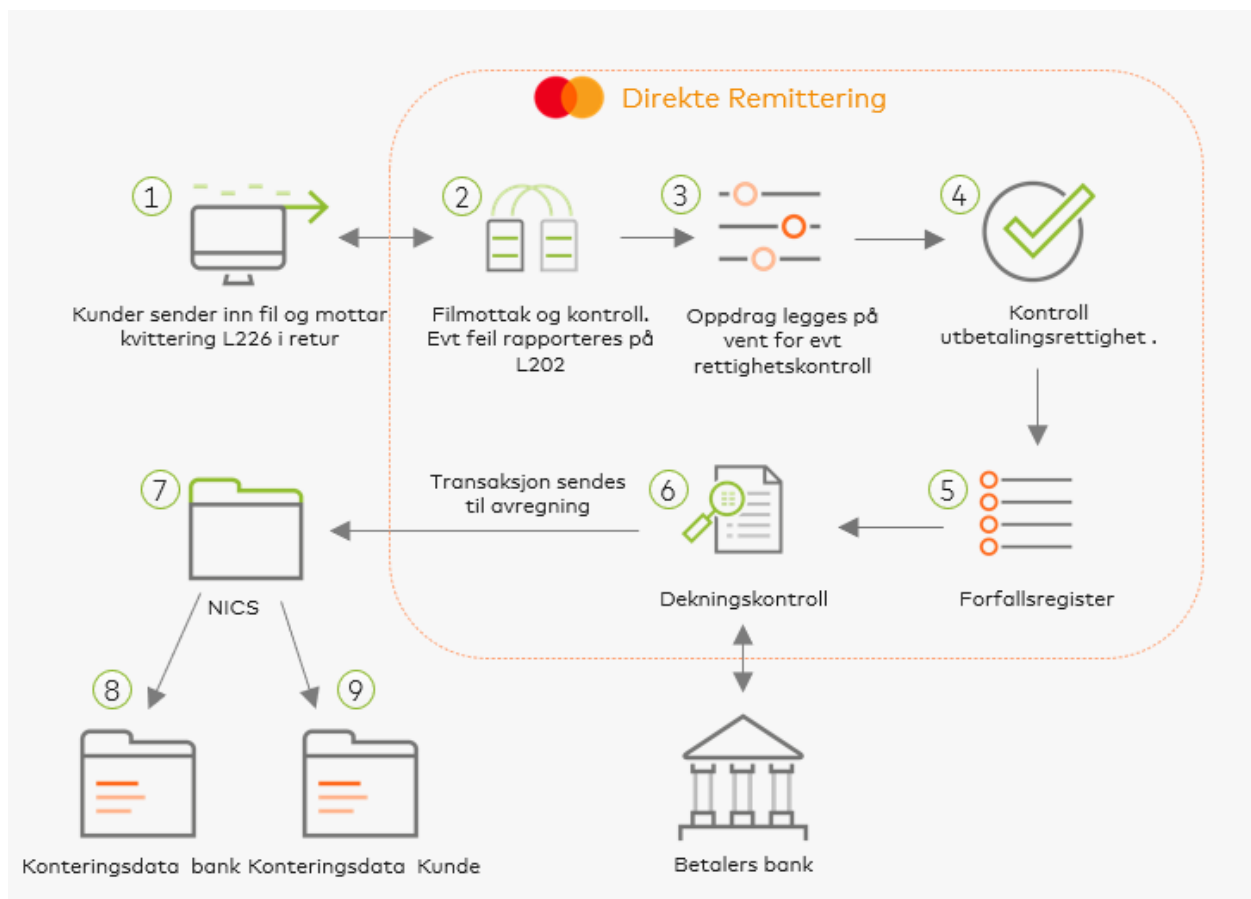 Direkte Remittering
1
Kunder sender inn fil og mottar
kvittering L226 i retur
2
Filmottak og kontroll.
Evt feil rapporteres på
L202
3
Oppdrag legges på
vent for evt
rettighetskontroll
4
Kontroll
utbetalingsrettighet .
5
Forfallsregister
6
Dekningskontroll
Transaksjon sendes
til avregning
7
NICS
8
Konteringsdata bank
9
Konteringsdata Kunde
Betalers bank